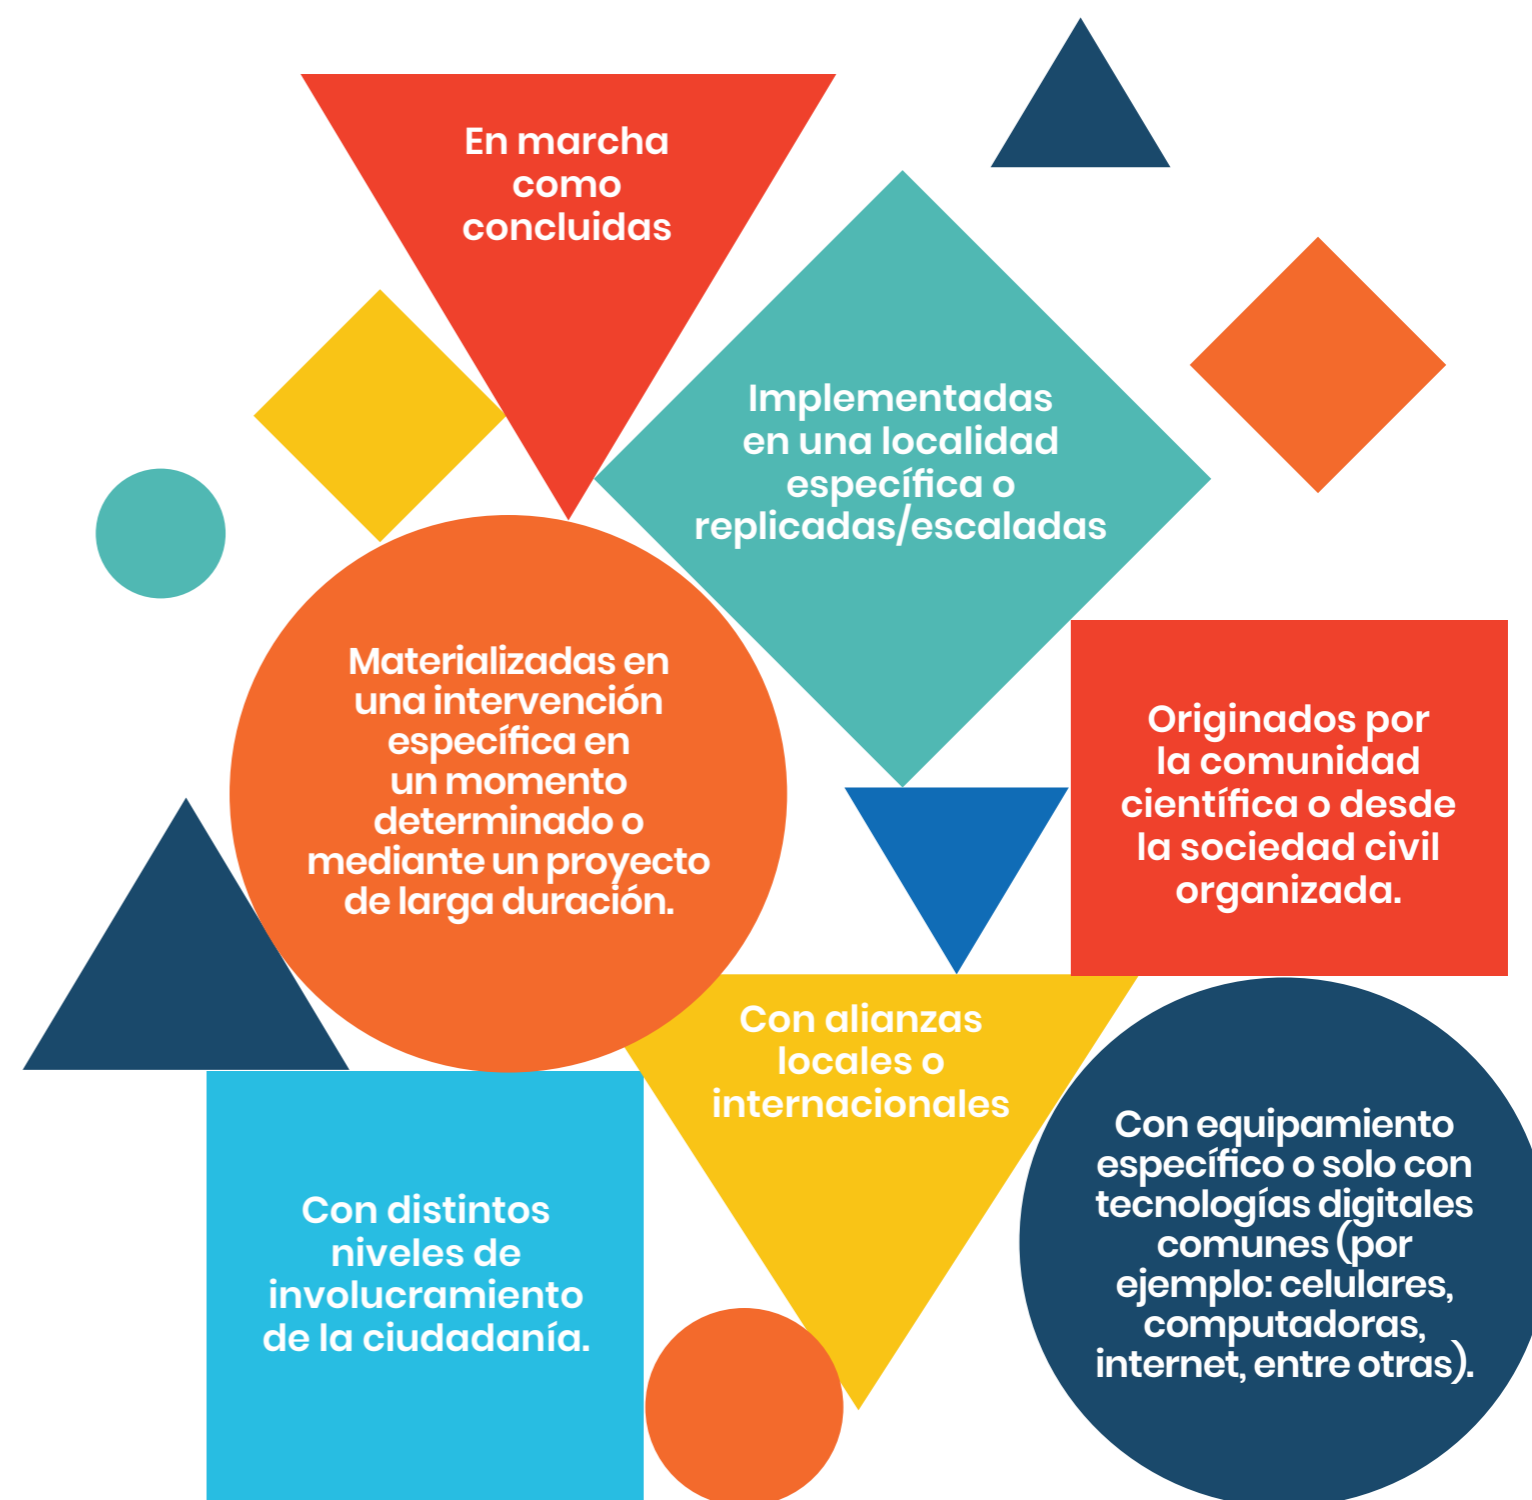 En marcha
como
concluidas
Implementadas
en una localidad
específica o
replicadas/escaladas
Materializadas en
una intervención
específica en
un momento
determinado o
mediante un proyecto
de larga duración.
Originados por
la comunidad
científica o desde
la sociedad civil
organizada.
Con alianzas
locales o
internacionales
Con distintos
niveles de
involucramiento
de la ciudadanía.
Con equipamiento
específico o solo con
tecnologías digitales
comunes (por
ejemplo: celulares,
computadoras,
internet, entre otras).